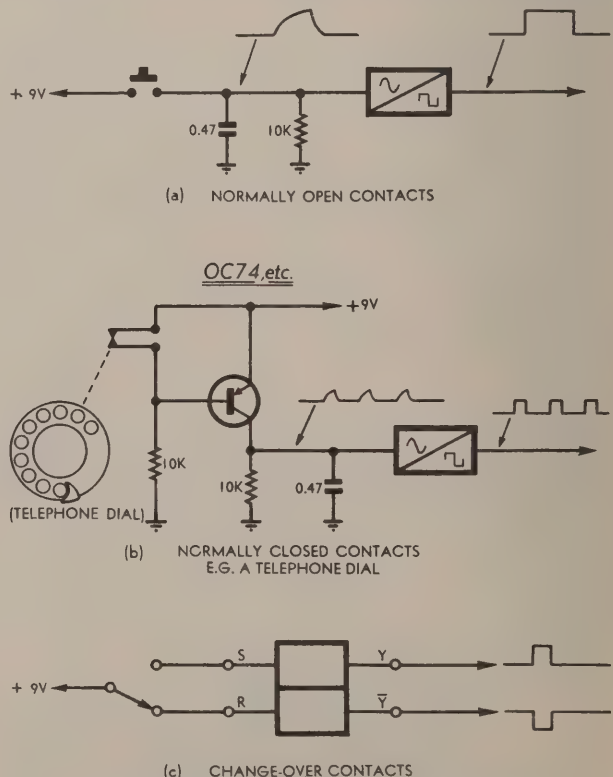 + 9V
0.47
10K
(a) NORMALLY OPEN CONTACTS
OC74,etc.
+9V
10K
10K
0.47
(TELEPHONE DIAL)
(b) NORMALLY CLOSED CONTACTS
E.G. A TELEPHONE DIAL
S
Y
+ 9V
R
Y̅
(c) CHANGE-OVER CONTACTS